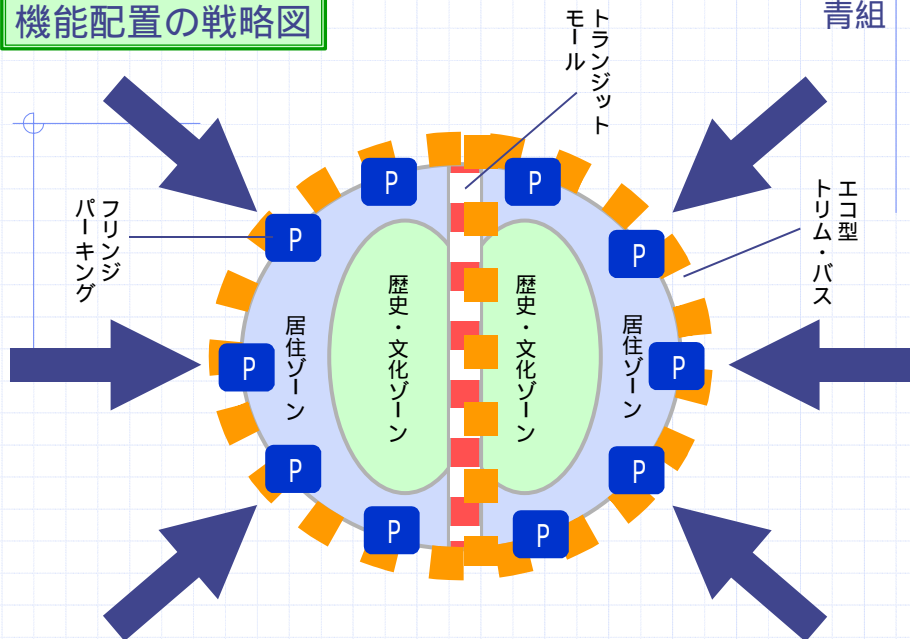 機能配置の戦略図
青組
トランジット
モール
エコ型
トリム・バス
フリンジ
パーキング
P
P
P
P
P
P
P
P
P
P
歴史・文化ゾーン
歴史・文化ゾーン
居住ゾーン
居住ゾーン